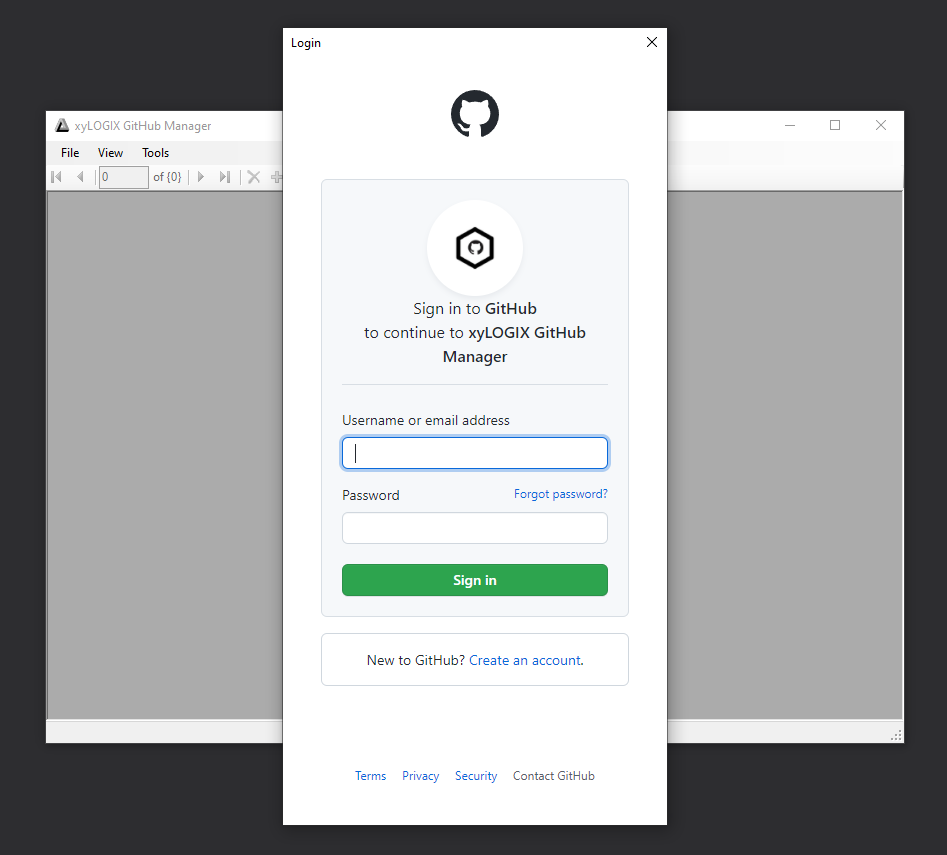 Login
xyLOGIX GitHub Manager
File View Tools
0 of {0}
Sign in to GitHub
to continue to xyLOGIX GitHub
Manager
Username or email address
Password Forgot password?
Sign in
New to GitHub? Create an account.
Terms Privacy Security Contact GitHub